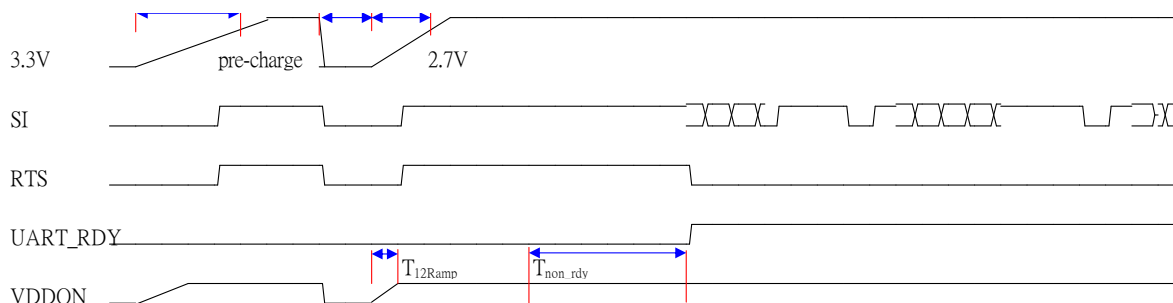 3.3V pre-charge 2.7V
SI
RTS
UART_RDY
T12Ramp Tnon_rdy
VDDON